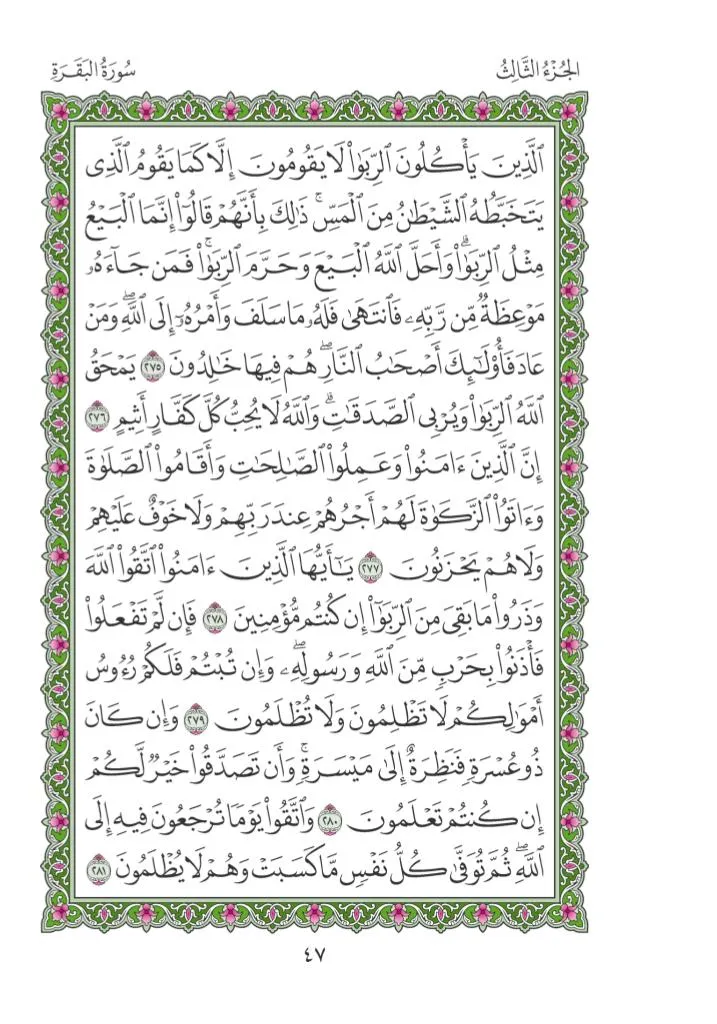 الجُزْءُ الثَّالِثُ
سُورَةُ البَقَرَةِ
ٱلَّذِينَ يَأۡكُلُونَ ٱلرِّبَوٰاْ لَا يَقُومُونَ إِلَّا كَمَا يَقُومُ ٱلَّذِي
يَتَخَبَّطُهُ ٱلشَّيۡطَٰنُ مِنَ ٱلۡمَسِّۚ ذَٰلِكَ بِأَنَّهُمۡ قَالُوٓاْ إِنَّمَا ٱلۡبَيۡعُ
مِثۡلُ ٱلرِّبَوٰاْۗ وَأَحَلَّ ٱللَّهُ ٱلۡبَيۡعَ وَحَرَّمَ ٱلرِّبَوٰاْۚ فَمَن جَآءَهُۥ
مَوۡعِظَةٞ مِّن رَّبِّهِۦ فَٱنتَهَىٰ فَلَهُۥ مَا سَلَفَ وَأَمۡرُهُۥٓ إِلَى ٱللَّهِۖ وَمَنۡ
عَادَ فَأُوْلَٰٓئِكَ أَصۡحَٰبُ ٱلنَّارِۖ هُمۡ فِيهَا خَٰلِدُونَ ٢٧٥ يَمۡحَقُ
ٱللَّهُ ٱلرِّبَوٰاْ وَيُرۡبِي ٱلصَّدَقَٰتِۗ وَٱللَّهُ لَا يُحِبُّ كُلَّ كَفَّارٍ أَثِيمٍ ٢٧٦
إِنَّ ٱلَّذِينَ ءَامَنُواْ وَعَمِلُواْ ٱلصَّٰلِحَٰتِ وَأَقَامُواْ ٱلصَّلَوٰةَ
وَءَاتَوُاْ ٱلزَّكَوٰةَ لَهُمۡ أَجۡرُهُمۡ عِندَ رَبِّهِمۡ وَلَا خَوۡفٌ عَلَيۡهِمۡ
وَلَا هُمۡ يَحۡزَنُونَ ٢٧٧ يَٰٓأَيُّهَا ٱلَّذِينَ ءَامَنُواْ ٱتَّقُواْ ٱللَّهَ
وَذَرُواْ مَا بَقِيَ مِنَ ٱلرِّبَوٰٓاْ إِن كُنتُم مُّؤۡمِنِينَ ٢٧٨ فَإِن لَّمۡ تَفۡعَلُواْ
فَأۡذَنُواْ بِحَرۡبٖ مِّنَ ٱللَّهِ وَرَسُولِهِۦۖ وَإِن تُبۡتُمۡ فَلَكُمۡ رُءُوسُ
أَمۡوَٰلِكُمۡ لَا تَظۡلِمُونَ وَلَا تُظۡلَمُونَ ٢٧٩ وَإِن كَانَ
ذُو عُسۡرَةٖ فَنَظِرَةٌ إِلَىٰ مَيۡسَرَةٖۚ وَأَن تَصَدَّقُواْ خَيۡرٞ لَّكُمۡ
إِن كُنتُمۡ تَعۡلَمُونَ ٢٨٠ وَٱتَّقُواْ يَوۡمٗا تُرۡجَعُونَ فِيهِ إِلَى
ٱللَّهِۖ ثُمَّ تُوَفَّىٰ كُلُّ نَفۡسٖ مَّا كَسَبَتۡ وَهُمۡ لَا يُظۡلَمُونَ ٢٨١
٤٧